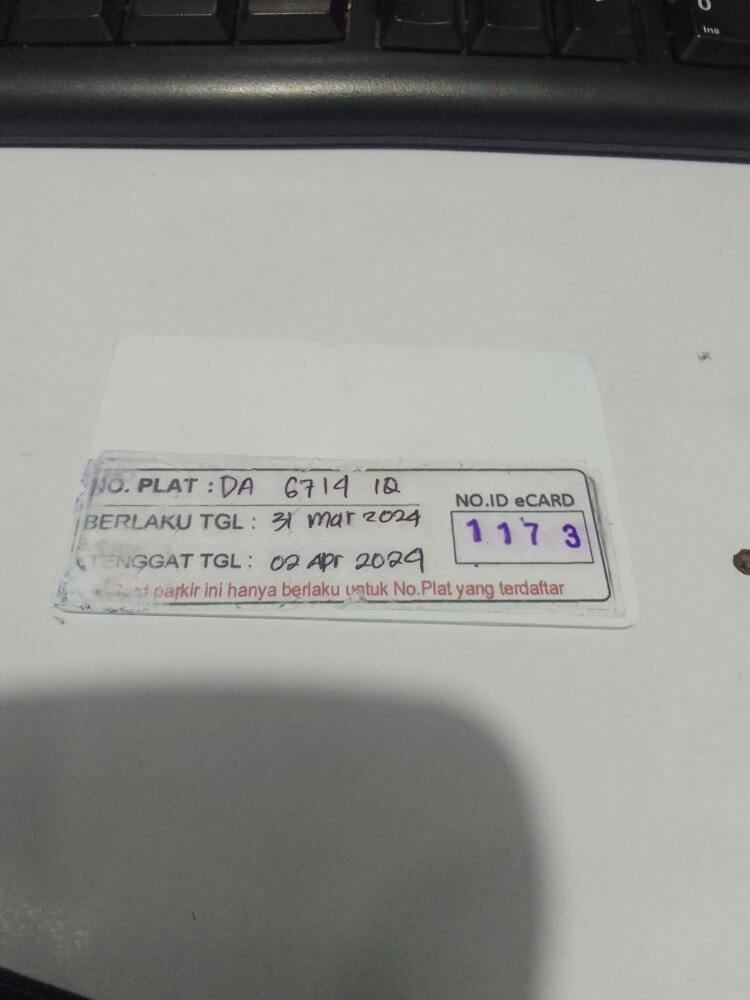 0
Ins
NO. PLAT : DA 6714 IQ
NO.ID eCARD
BERLAKU TGL : 31 Mar 2024
1173
TENGGAT TGL : 02 Apr 2024
parkir ini hanya berlaku untuk No.Plat yang terdaftar